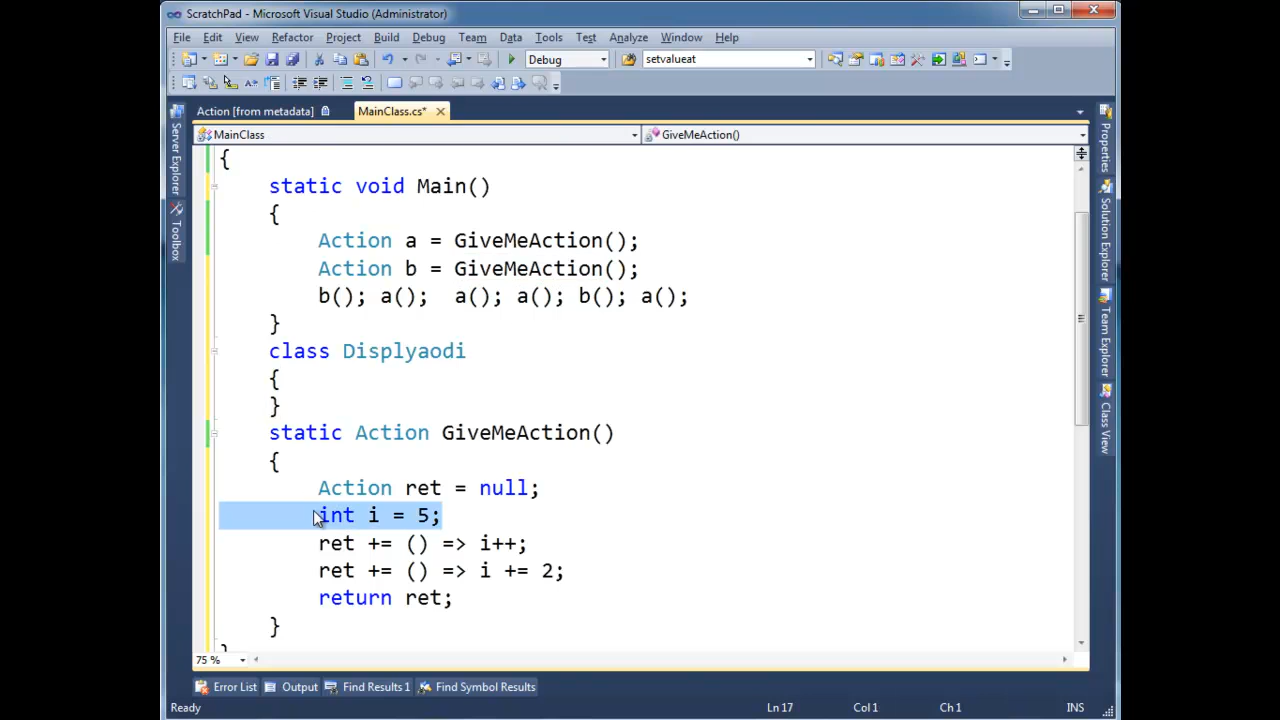 ScratchPad - Microsoft Visual Studio (Administrator)
File Edit View Refactor Project Build Debug Team Data Tools Test Analyze Window Help
Debug setvalueat
Action [from metadata] MainClass.cs*
MainClass GiveMeAction()
{
static void Main()
{
Action a = GiveMeAction();
Action b = GiveMeAction();
b(); a();  a(); a(); b(); a();
}
class Displyaodi
{
}
static Action GiveMeAction()
{
Action ret = null;
int i = 5;
ret += () => i++;
ret += () => i += 2;
return ret;
}
75 %
Server Explorer
Toolbox
Properties
Solution Explorer
Team Explorer
Class View
Error List Output Find Results 1 Find Symbol Results
Ready Ln 17 Col 1 Ch 1 INS